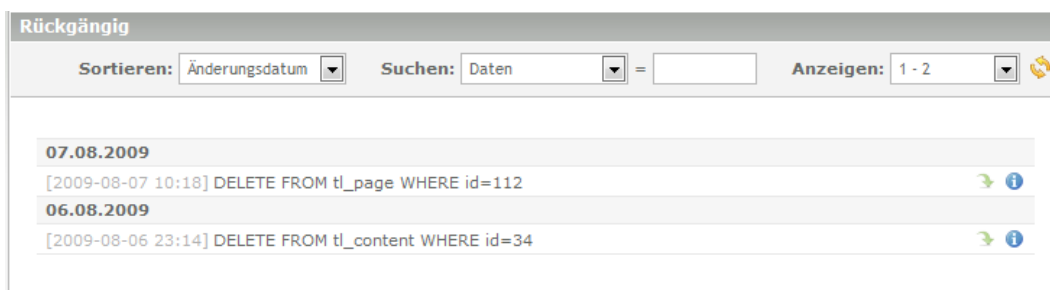 Rückgängig
Sortieren: Änderungsdatum Suchen: Daten = Anzeigen: 1 - 2
07.08.2009
[2009-08-07 10:18] DELETE FROM tl_page WHERE id=112
06.08.2009
[2009-08-06 23:14] DELETE FROM tl_content WHERE id=34